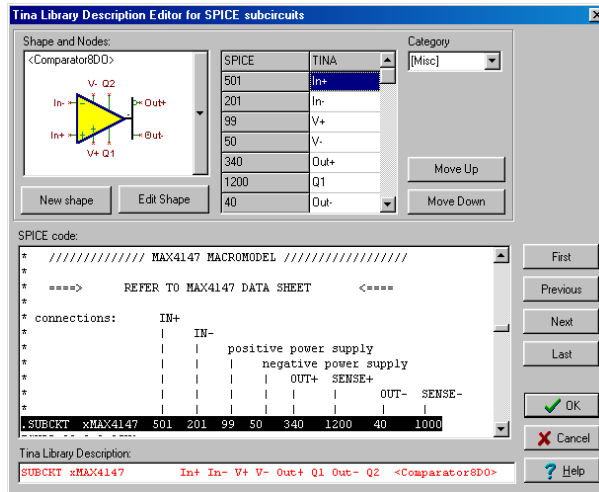 Tina Library Description Editor for SPICE subcircuits
Shape and Nodes:
<Comparator8DO>
V- Q2
In- Out+
In+ Out-
V+ Q1
New shape Edit Shape
SPICE TINA
501 In+
201 In-
99 V+
50 V-
340 Out+
1200 Q1
40 Out-
Category
[Misc]
Move Up
Move Down
SPICE code:
* ////////////// MAX4147 MACROMODEL //////////////////
*
* ====> REFER TO MAX4147 DATA SHEET <====
*
* connections: IN+
* | IN-
* | | positive power supply
* | | | negative power supply
* | | | | OUT+ SENSE+
* | | | | | | OUT- SENSE-
* | | | | | | | |
.SUBCKT xMAX4147 501 201 99 50 340 1200 40 1000
First
Previous
Next
Last
OK
Cancel
Help
Tina Library Description:
SUBCKT xMAX4147 In+ In- V+ V- Out+ Q1 Out- Q2 <Comparator8DO>